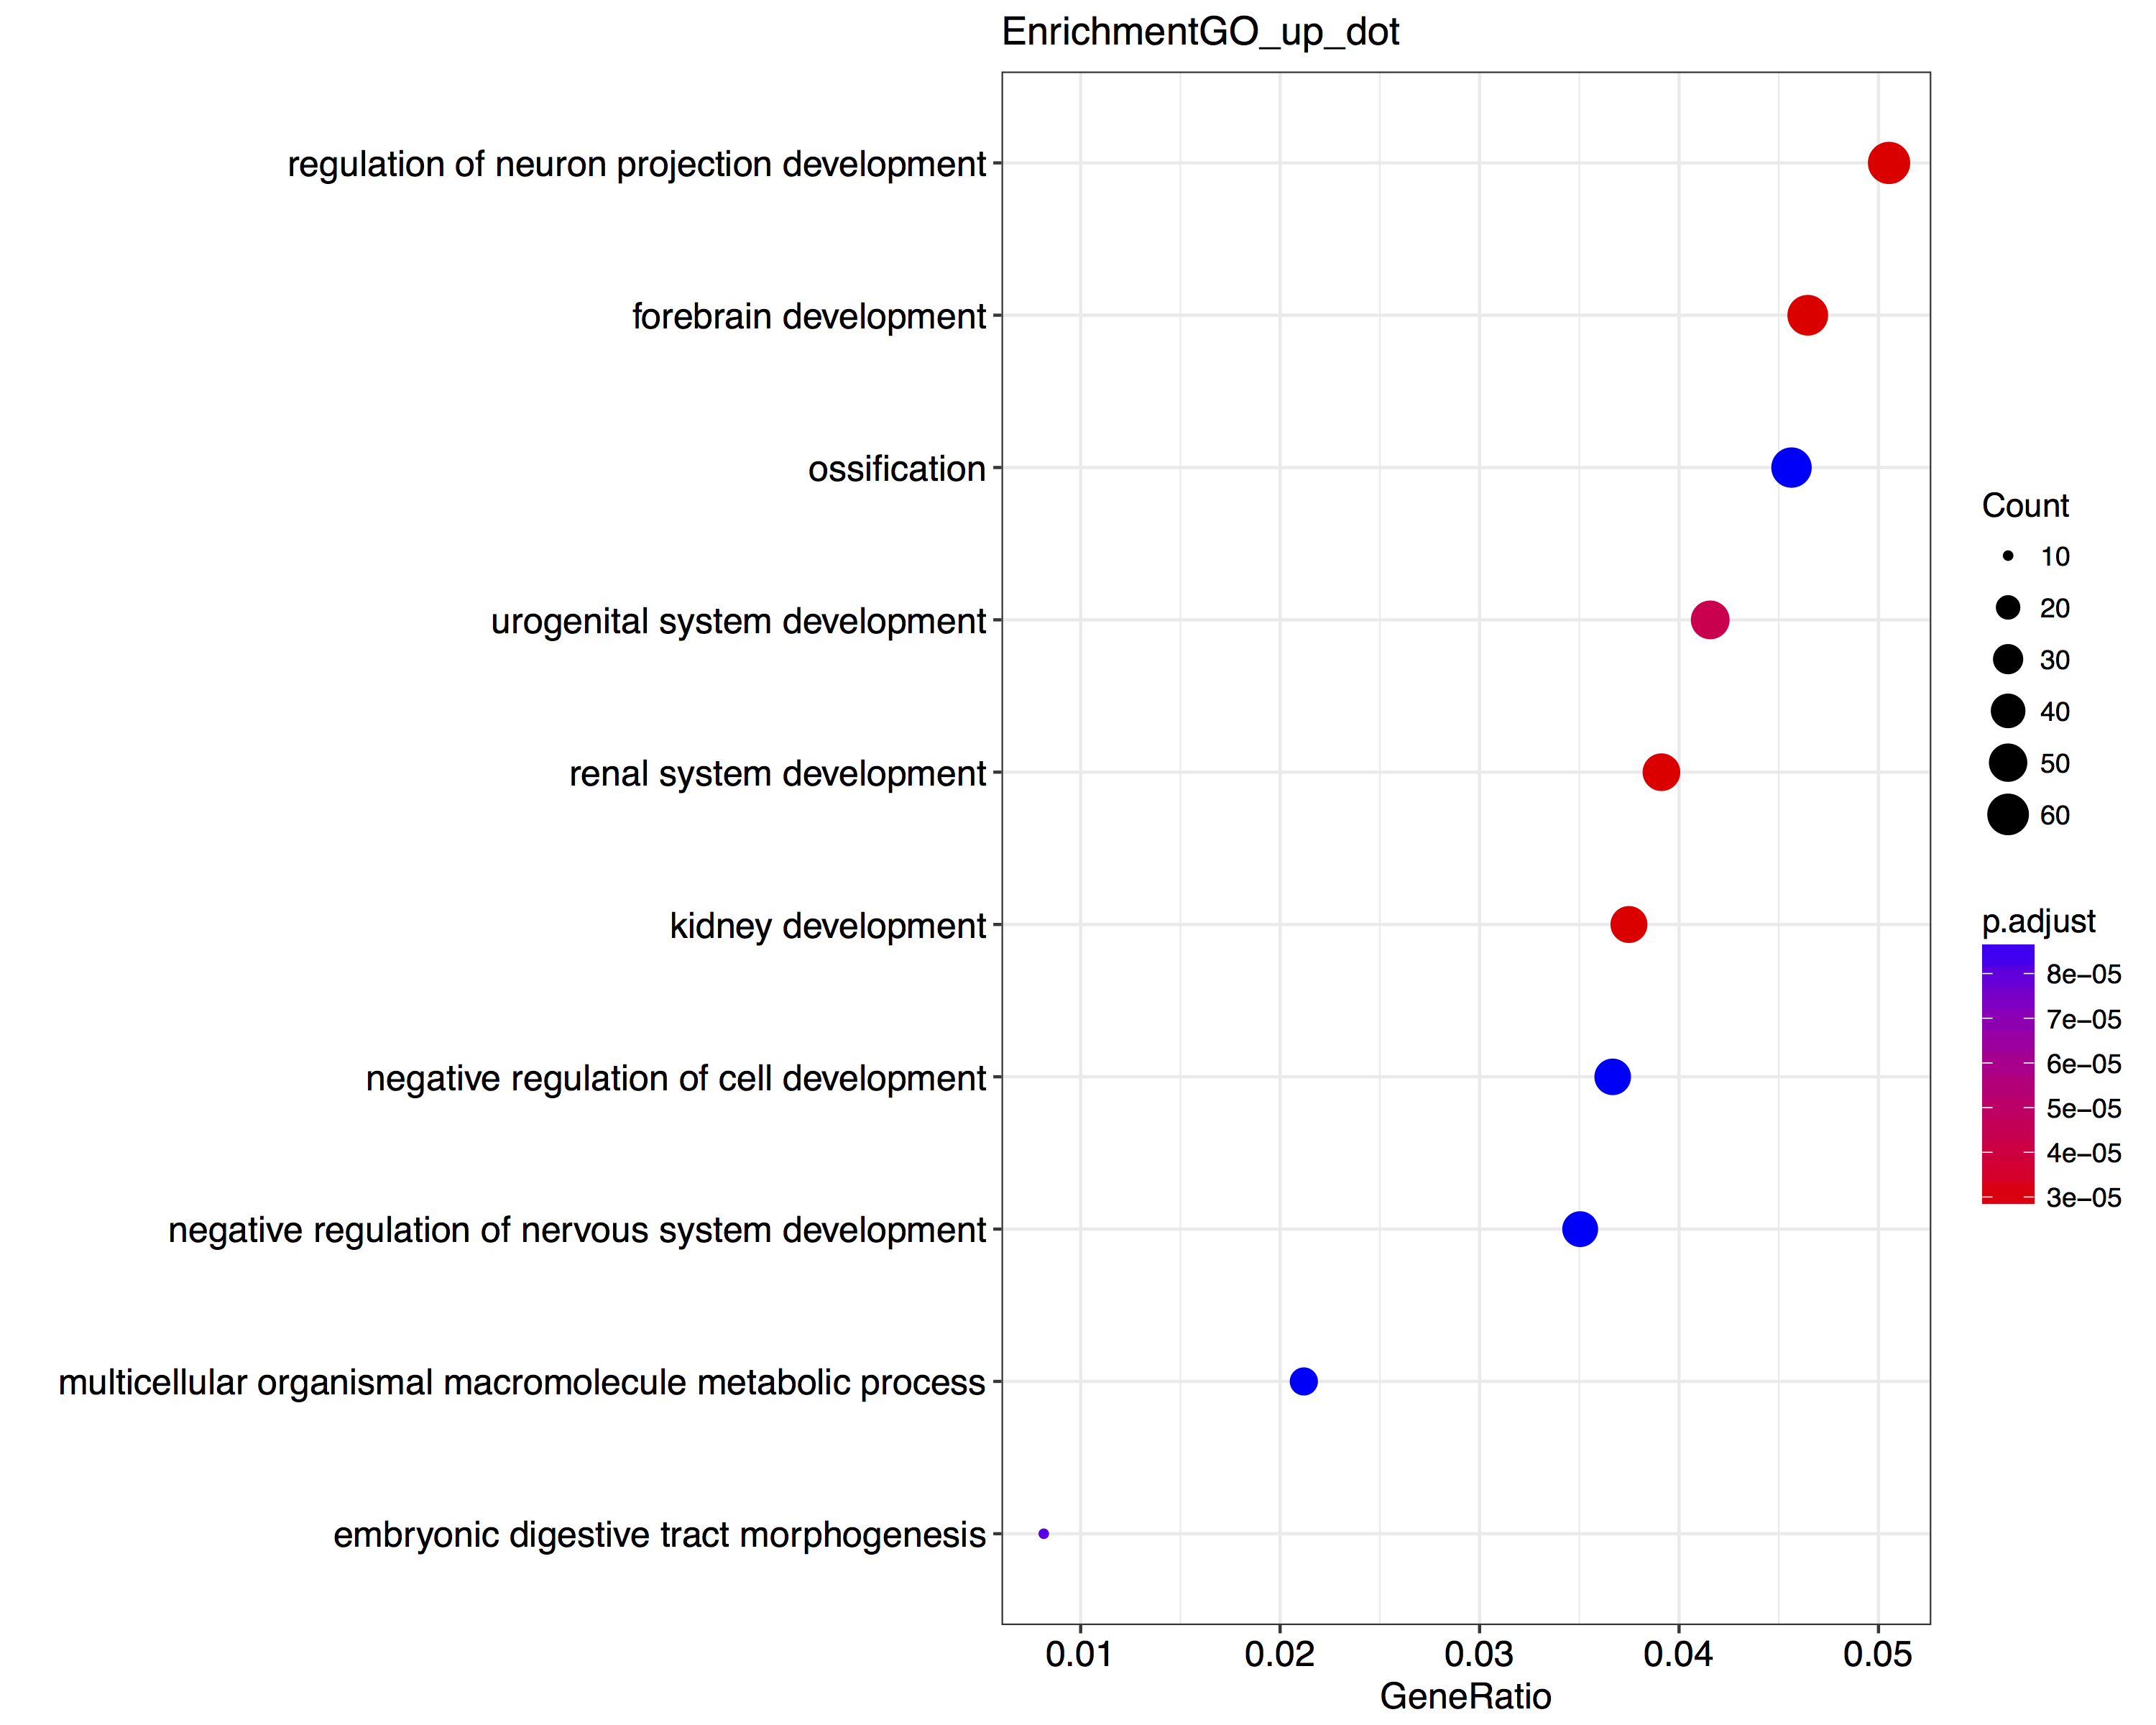 EnrichmentGO_up_dot
regulation of neuron projection development
forebrain development
ossification
urogenital system development
renal system development
kidney development
negative regulation of cell development
negative regulation of nervous system development
multicellular organismal macromolecule metabolic process
embryonic digestive tract morphogenesis
0.01 0.02 0.03 0.04 0.05
GeneRatio
Count
10
20
30
40
50
60
p.adjust
8e−05
7e−05
6e−05
5e−05
4e−05
3e−05